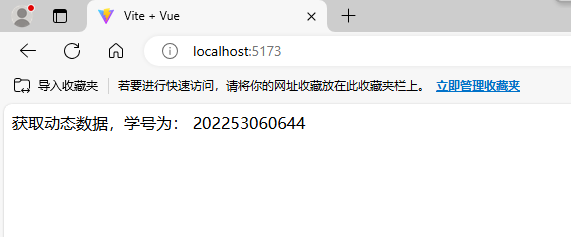 Vite + Vue
localhost:5173
导入收藏夹 若要进行快速访问，请将你的网址收藏放在此收藏夹栏上。 立即管理收藏夹
获取动态数据，学号为： 202253060644